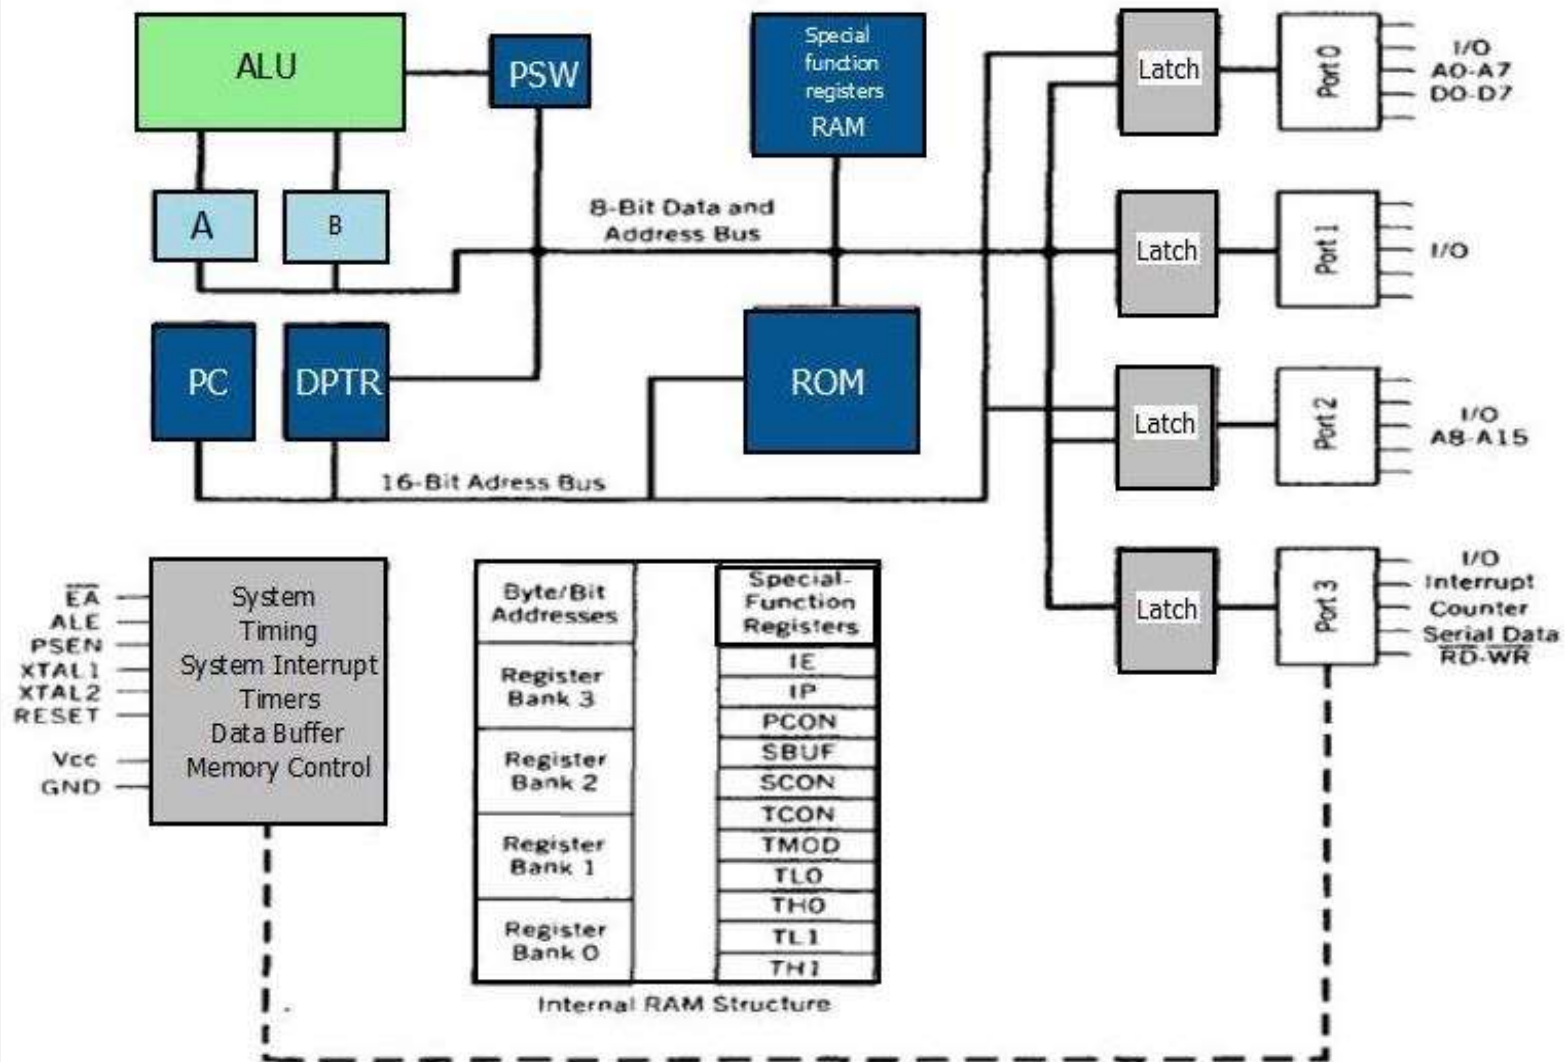 ALU
PSW
Special
function
registers
RAM
Latch
Port 0
I/O
A0-A7
D0-D7
A
B
8-Bit Data and
Address Bus
Latch
Port 1
I/O
PC
DPTR
ROM
Latch
Port 2
I/O
A8-A15
16-Bit Adress Bus
EA
ALE
PSEN
XTAL1
XTAL2
RESET
Vcc
GND
System
Timing
System Interrupt
Timers
Data Buffer
Memory Control
Byte/Bit
Addresses
Register
Bank 3
Register
Bank 2
Register
Bank 1
Register
Bank 0
Special-
Function
Registers
IE
IP
PCON
SBUF
SCON
TCON
TMOD
TL0
TH0
TL1
TH1
Internal RAM Structure
Latch
Port 3
I/O
Interrupt
Counter
Serial Data
RD-WR